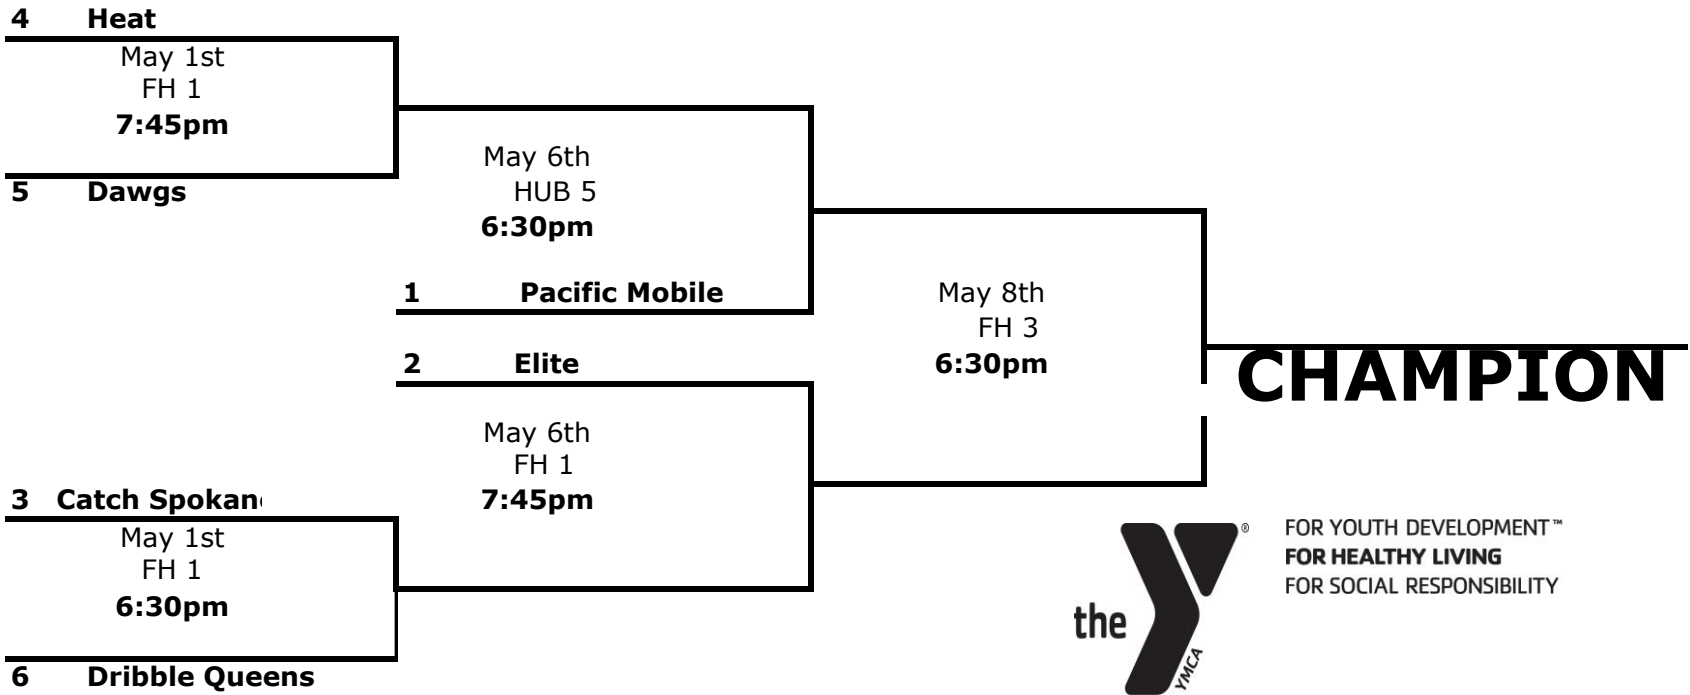 4 Heat
May 1st
FH 1
7:45pm
5 Dawgs
May 6th
HUB 5
6:30pm
1 Pacific Mobile
2 Elite
May 6th
FH 1
7:45pm
3 Catch Spokane
May 1st
FH 1
6:30pm
6 Dribble Queens
May 8th
FH 3
6:30pm
CHAMPION
the
YMCA
®
FOR YOUTH DEVELOPMENT™
FOR HEALTHY LIVING
FOR SOCIAL RESPONSIBILITY